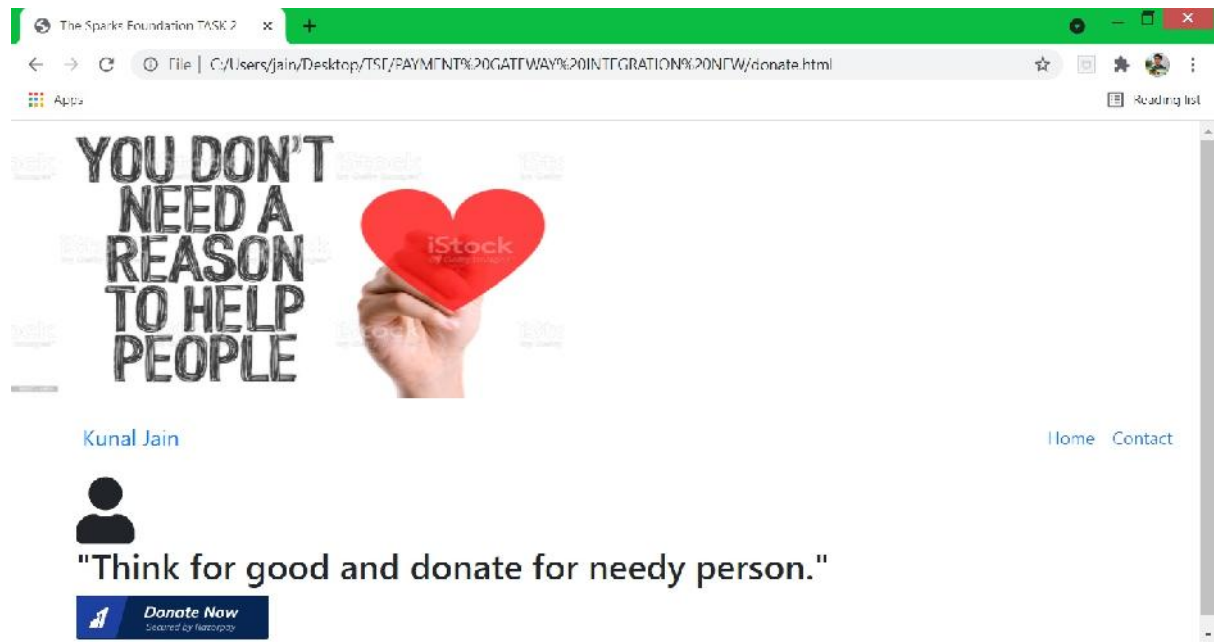 The Sparks Foundation TASK 2
File | C:/Users/jain/Desktop/TSF/PAYMENT%20GATEWAY%20INTEGRATION%20NEW/donate.html
Apps
Reading list
YOU DON'T
NEED A
REASON
TO HELP
PEOPLE
iStock
Kunal Jain
Home Contact
"Think for good and donate for needy person."
Donate Now
Secured by Razorpay